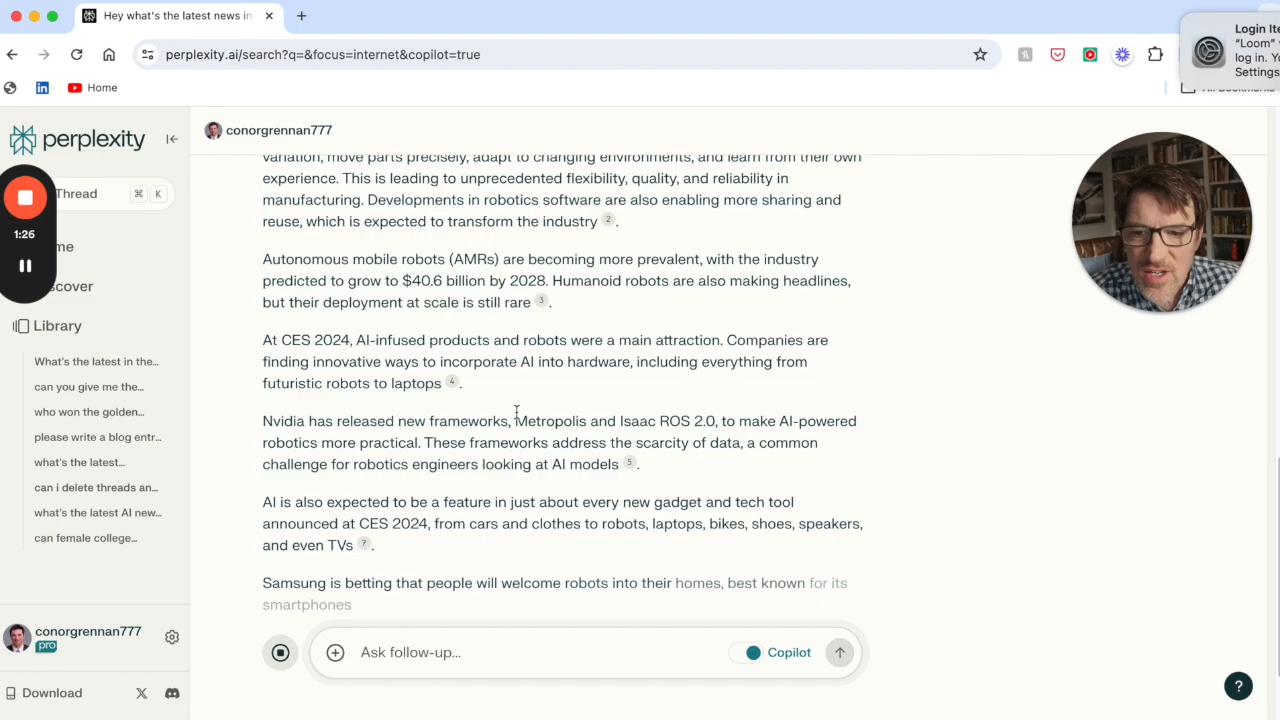 Hey what's the latest news in
Login Ite
"Loom"
log in. Yo
Settings
perplexity.ai/search?q=&focus=internet&copilot=true
Home
All Bookmarks
perplexity
conorgrennan777
Thread ⌘ K
1:26
me
scover
Library
What's the latest in the...
can you give me the...
who won the golden...
please write a blog entr...
what's the latest...
can i delete threads an...
what's the latest AI new...
can female college...
conorgrennan777
pro
Download
variation, move parts precisely, adapt to changing environments, and learn from their own
experience. This is leading to unprecedented flexibility, quality, and reliability in
manufacturing. Developments in robotics software are also enabling more sharing and
reuse, which is expected to transform the industry 2 .
Autonomous mobile robots (AMRs) are becoming more prevalent, with the industry
predicted to grow to $40.6 billion by 2028. Humanoid robots are also making headlines,
but their deployment at scale is still rare 3 .
At CES 2024, AI-infused products and robots were a main attraction. Companies are
finding innovative ways to incorporate AI into hardware, including everything from
futuristic robots to laptops 4 .
Nvidia has released new frameworks, Metropolis and Isaac ROS 2.0, to make AI-powered
robotics more practical. These frameworks address the scarcity of data, a common
challenge for robotics engineers looking at AI models 5 .
AI is also expected to be a feature in just about every new gadget and tech tool
announced at CES 2024, from cars and clothes to robots, laptops, bikes, shoes, speakers,
and even TVs 7 .
Samsung is betting that people will welcome robots into their homes, best known for its
smartphones
Ask follow-up...
Copilot
?